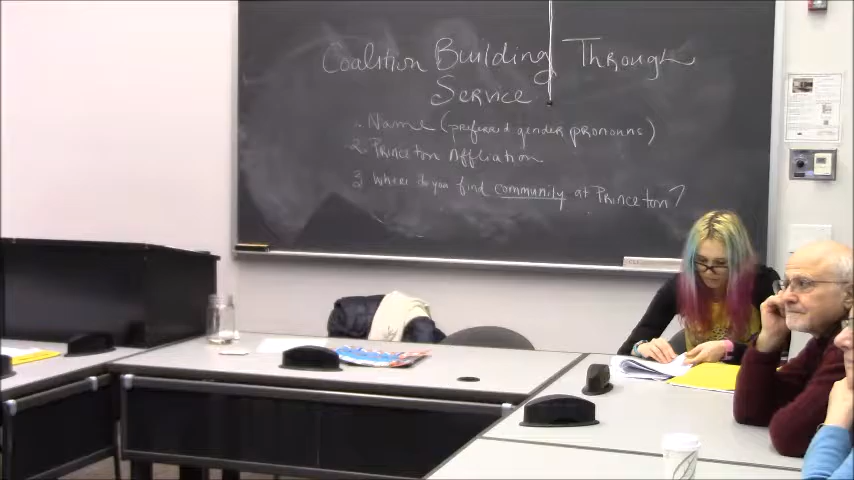 Coalition Building Through
Service
1. Name (preferred gender pronouns)
2. Princeton Affiliation
3 Where do you find community at Princeton?